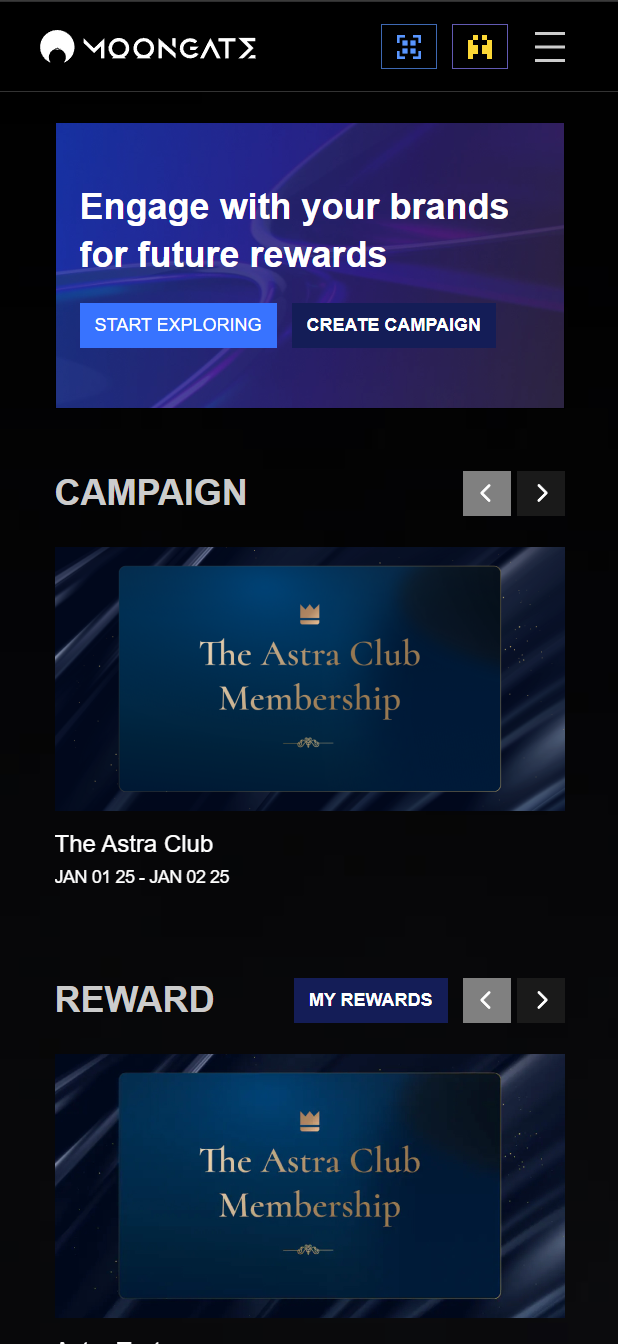 MOONGATE
Engage with your brands
for future rewards
START EXPLORING
CREATE CAMPAIGN
CAMPAIGN
The Astra Club
Membership
The Astra Club
JAN 01 25 - JAN 02 25
REWARD
MY REWARDS
The Astra Club
Membership